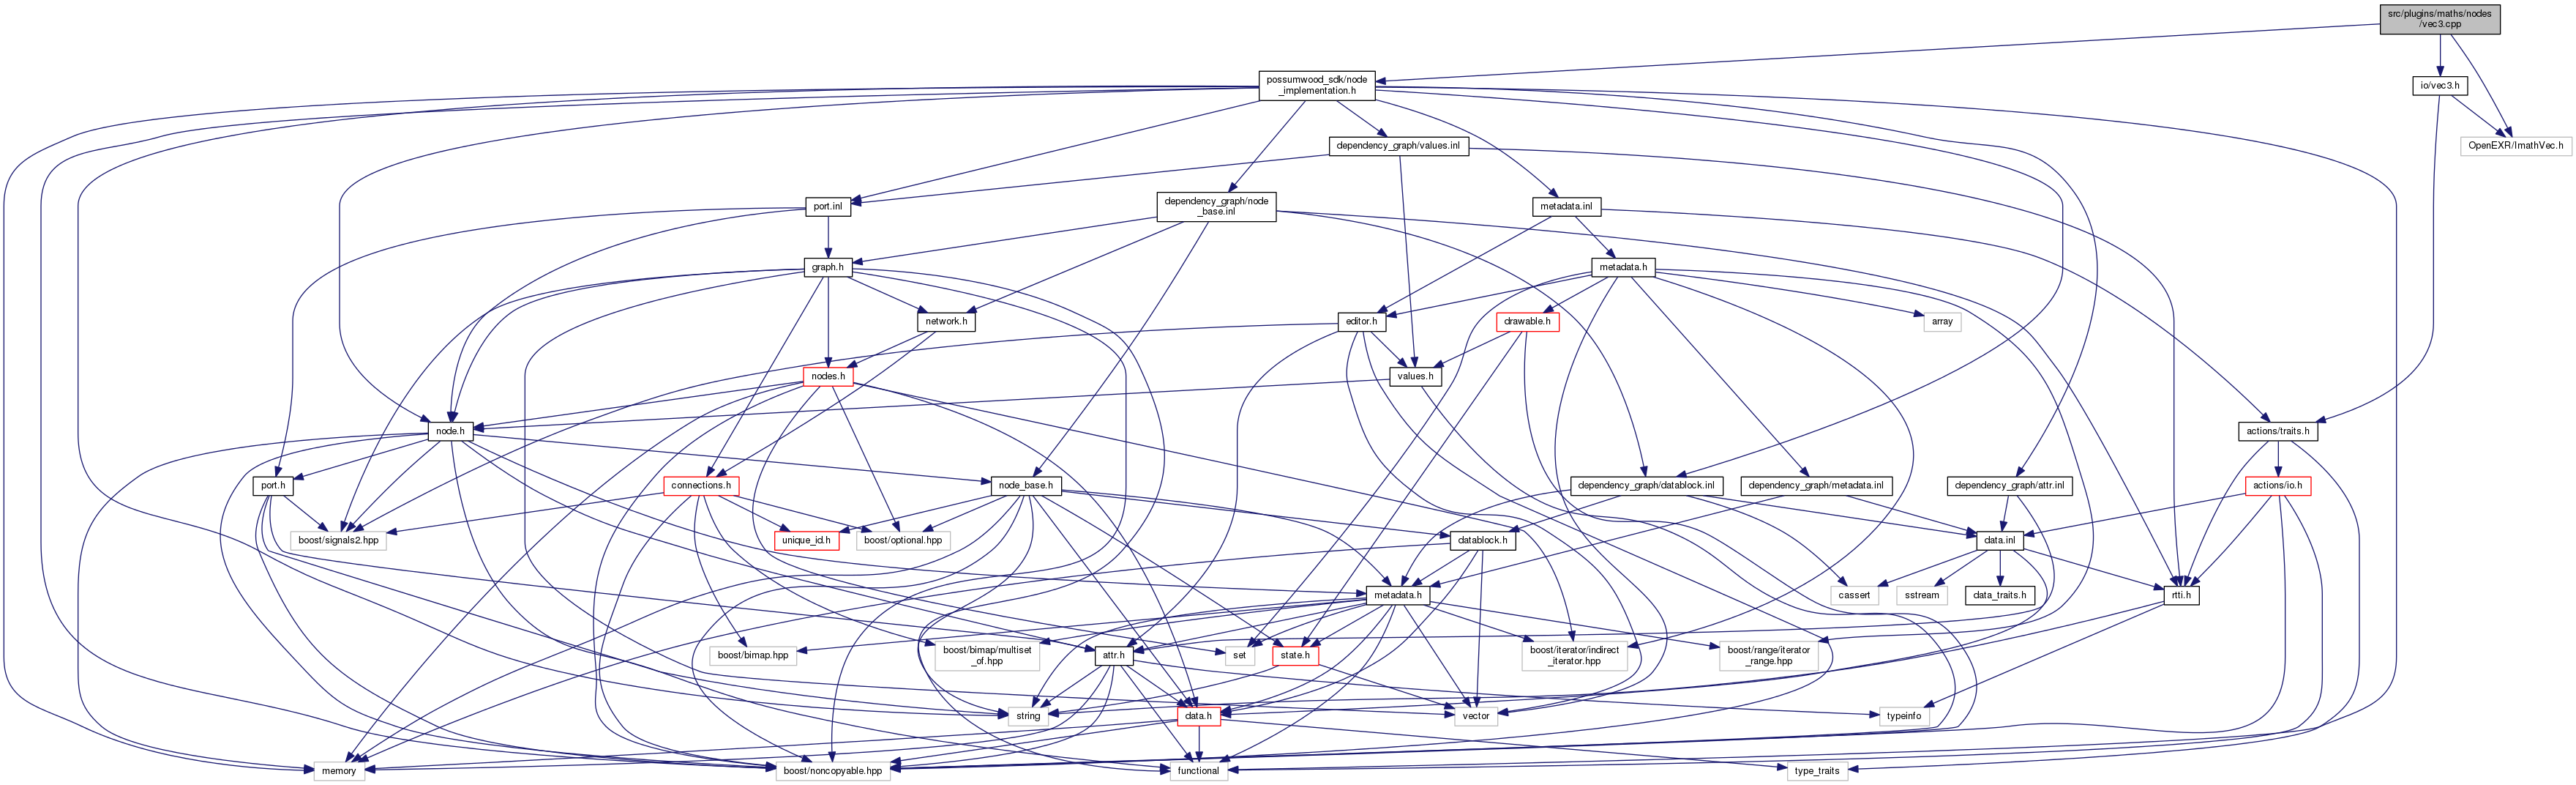 src/plugins/maths/nodes
/vec3.cpp
possumwood_sdk/node
_implementation.h
io/vec3.h
dependency_graph/values.inl
OpenEXR/ImathVec.h
port.inl
dependency_graph/node
_base.inl
metadata.inl
graph.h
metadata.h
network.h
editor.h
drawable.h
array
nodes.h
values.h
node.h
actions/traits.h
port.h
connections.h
node_base.h
dependency_graph/datablock.inl
dependency_graph/metadata.inl
dependency_graph/attr.inl
actions/io.h
boost/signals2.hpp
unique_id.h
boost/optional.hpp
datablock.h
data.inl
metadata.h
cassert
sstream
data_traits.h
rtti.h
boost/bimap.hpp
boost/bimap/multiset
_of.hpp
attr.h
set
state.h
boost/iterator/indirect
_iterator.hpp
boost/range/iterator
_range.hpp
string
data.h
vector
typeinfo
memory
boost/noncopyable.hpp
functional
type_traits